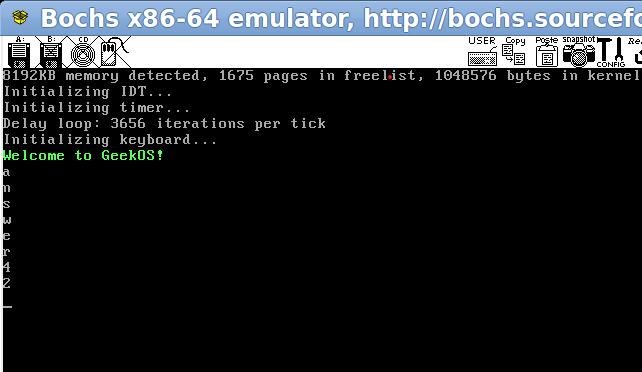 Bochs x86-64 emulator, http://bochs.sourcefo
A: B: CD USER Copy Paste snapshot CONFIG
8192KB memory detected, 1675 pages in freelist, 1048576 bytes in kernel
Initializing IDT...
Initializing timer...
Delay loop: 3656 iterations per tick
Initializing keyboard...
Welcome to GeekOS!
a
n
s
w
e
r
4
2
_